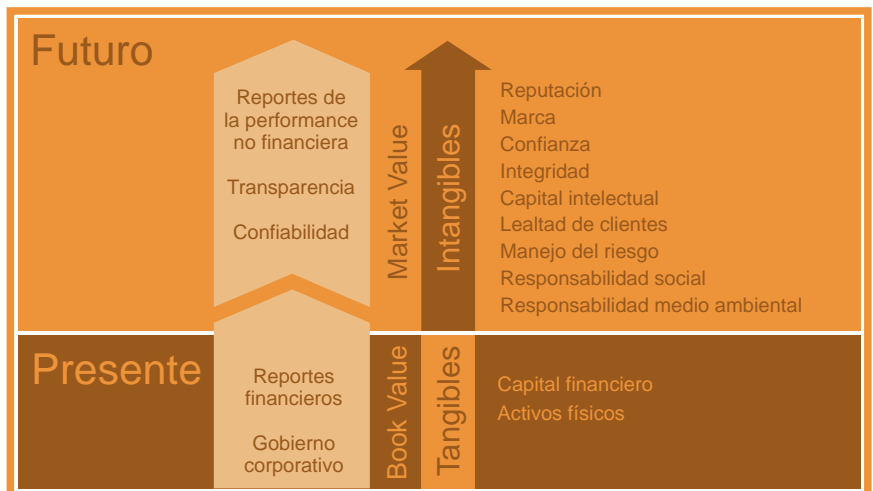 Futuro
Reportes de
la performance
no financiera
Transparencia
Confiabilidad
Market Value
Intangibles
Reputación
Marca
Confianza
Integridad
Capital intelectual
Lealtad de clientes
Manejo del riesgo
Responsabilidad social
Responsabilidad medio ambiental
Presente
Reportes
financieros
Gobierno
corporativo
Book Value
Tangibles
Capital financiero
Activos físicos